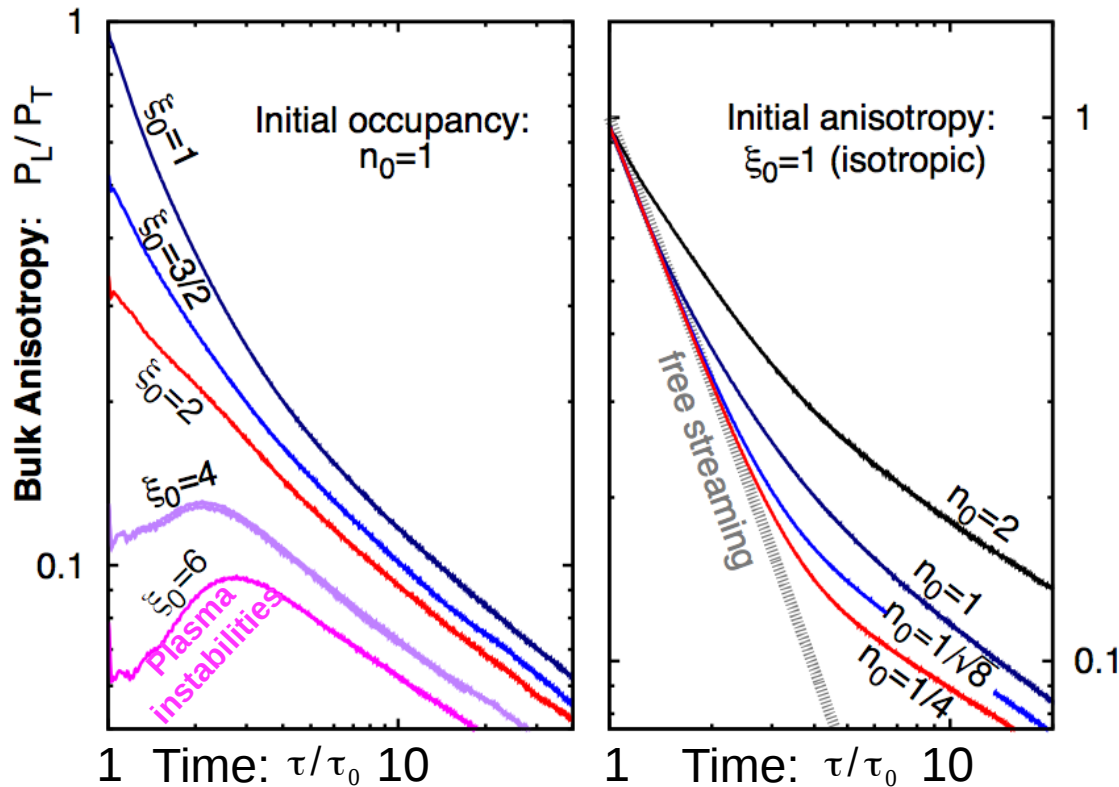 1
0.1
Bulk Anisotropy: P_L / P_T
Initial occupancy:
n₀=1
ξ₀=1
ξ₀=3/2
ξ₀=2
ξ₀=4
ξ₀=6
Plasma
instabilities
1 Time: τ/τ₀ 10
Initial anisotropy:
ξ₀=1 (isotropic)
free streaming
n₀=2
n₀=1
n₀=1/√8
n₀=1/4
1
0.1
1 Time: τ/τ₀ 10